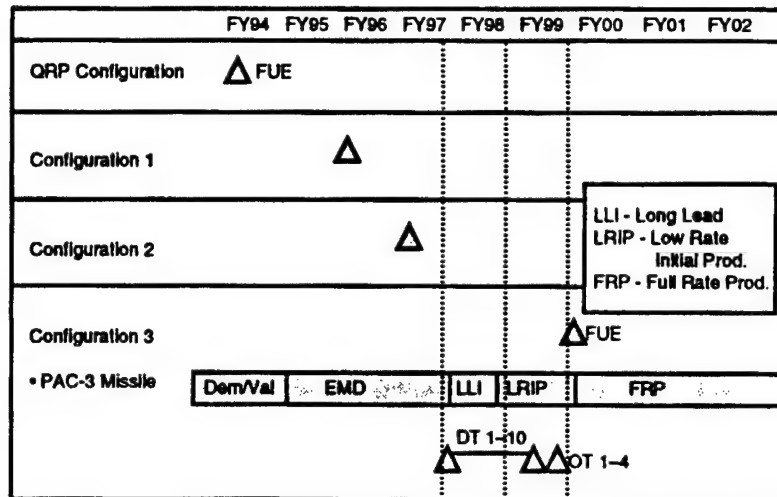 FY94 FY95 FY96 FY97 FY98 FY99 FY00 FY01 FY02
QRP Configuration FUE
Configuration 1
LLI - Long Lead
LRIP - Low Rate
Initial Prod.
FRP - Full Rate Prod.
Configuration 2
Configuration 3 FUE
• PAC-3 Missile Dem/Val EMD LLI LRIP FRP
DT 1–10
OT 1–4